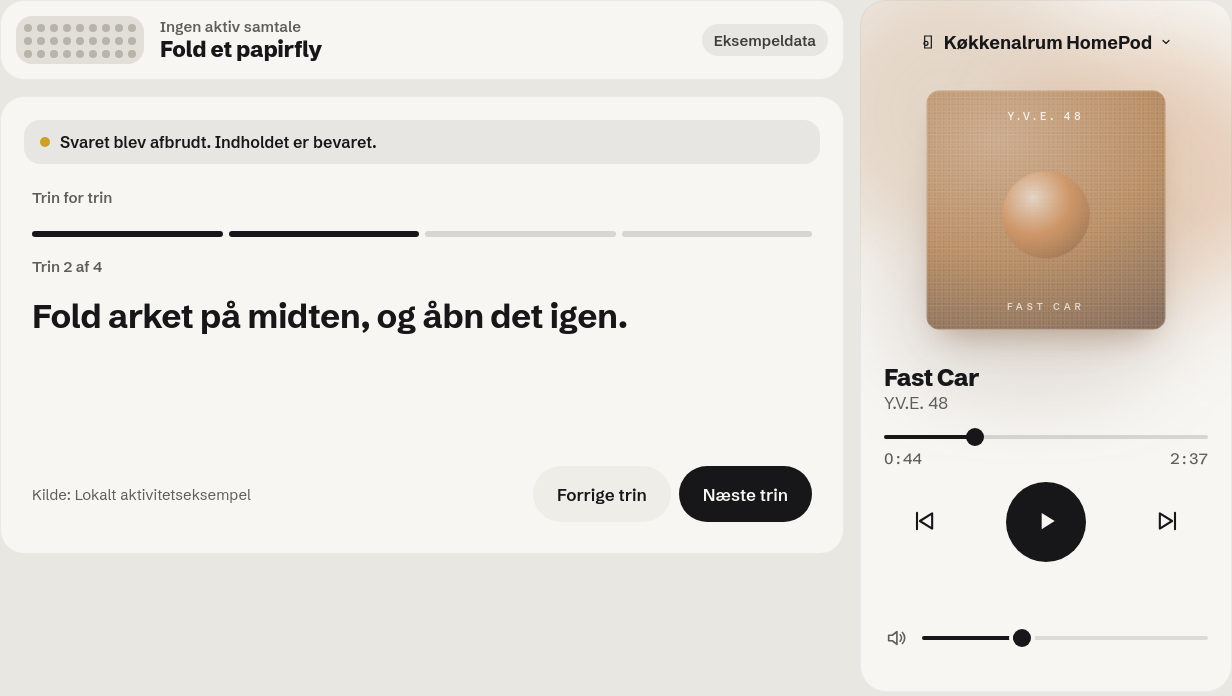 Ingen aktiv samtale
Fold et papirfly
Eksempeldata
Svaret blev afbrudt. Indholdet er bevaret.
Trin for trin
Trin 2 af 4
Fold arket på midten, og åbn det igen.
Kilde: Lokalt aktivitetseksempel
Forrige trin
Næste trin
Køkkenalrum HomePod
Y.V.E. 48
FAST CAR
Fast Car
Y.V.E. 48
0:44
2:37